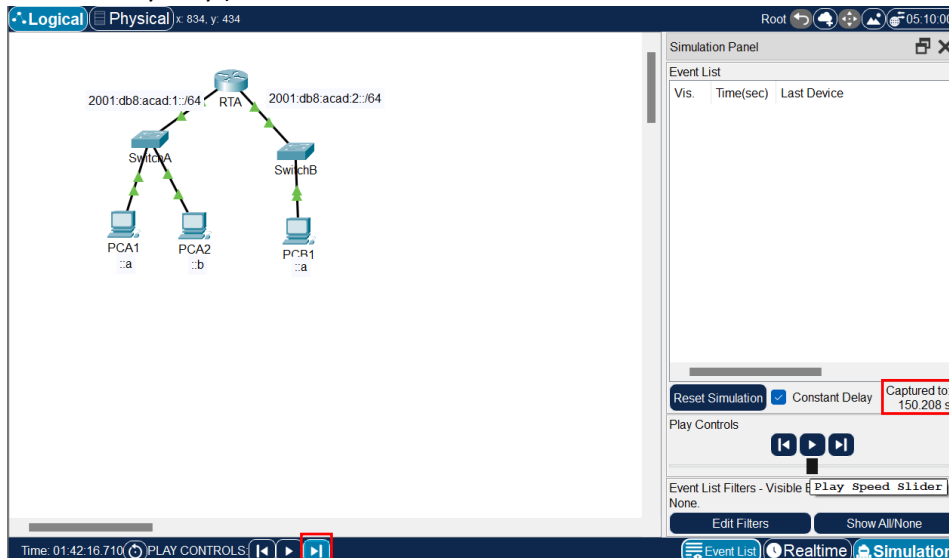 Logical Physical x: 834, y: 434 Root 05:10:00
Simulation Panel
Event List
Vis. Time(sec) Last Device
2001:db8:acad:1::/64 RTA 2001:db8:acad:2::/64
SwitchA
SwitchB
PCA1 PCA2 PCB1
::a ::b ::a
Reset Simulation Constant Delay Captured to:
150.208 s
Play Controls
Event List Filters - Visible E Play Speed Slider
None.
Edit Filters Show All/None
Time: 01:42:16.710 PLAY CONTROLS: Event List Realtime Simulation